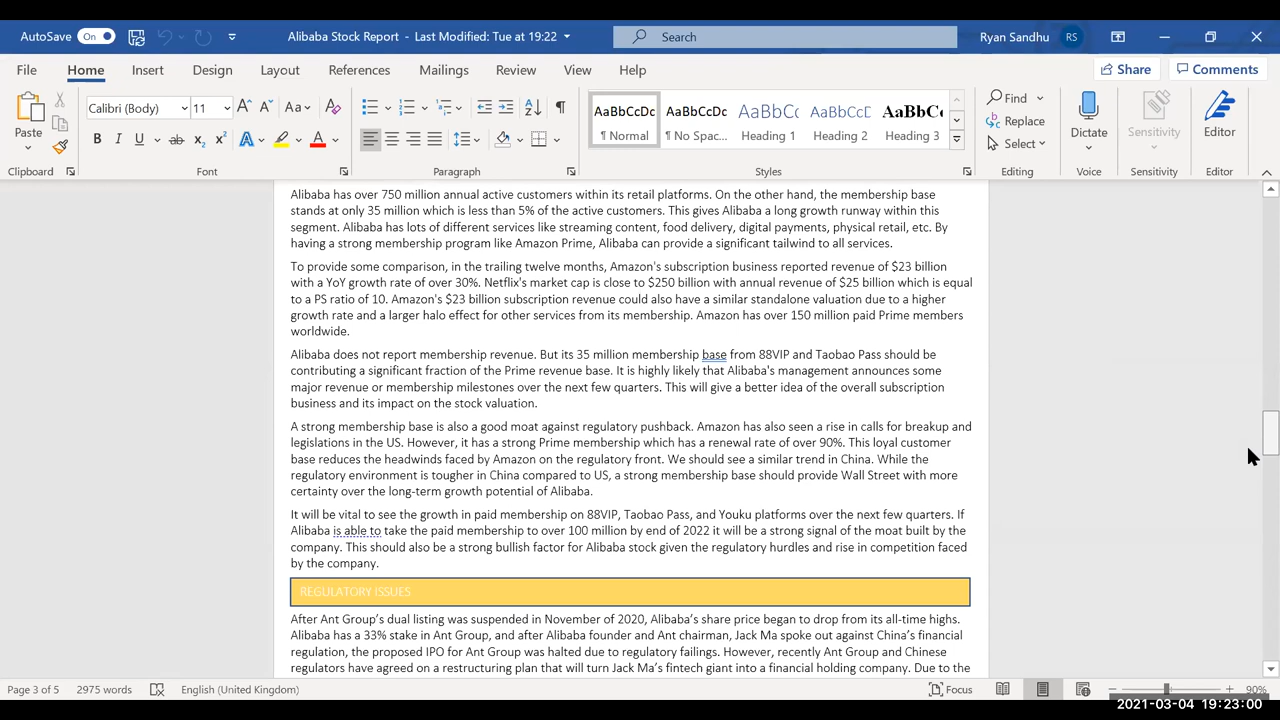 AutoSave On Alibaba Stock Report - Last Modified: Tue at 19:22 Search Ryan Sandhu RS
File Home Insert Design Layout References Mailings Review View Help Share Comments
Calibri (Body) 11 Aa AaBbCcDc AaBbCcDc AaBbCc AaBbCcD AaBbC Find
Paste Replace Dictate Sensitivity Editor
B I U ab x₂ x² A A ¶ Normal ¶ No Spac... Heading 1 Heading 2 Heading 3 Select
Clipboard Font Paragraph Styles Editing Voice Sensitivity Editor
Alibaba has over 750 million annual active customers within its retail platforms. On the other hand, the membership base
stands at only 35 million which is less than 5% of the active customers. This gives Alibaba a long growth runway within this
segment. Alibaba has lots of different services like streaming content, food delivery, digital payments, physical retail, etc. By
having a strong membership program like Amazon Prime, Alibaba can provide a significant tailwind to all services.
To provide some comparison, in the trailing twelve months, Amazon's subscription business reported revenue of $23 billion
with a YoY growth rate of over 30%. Netflix's market cap is close to $250 billion with annual revenue of $25 billion which is equal
to a PS ratio of 10. Amazon's $23 billion subscription revenue could also have a similar standalone valuation due to a higher
growth rate and a larger halo effect for other services from its membership. Amazon has over 150 million paid Prime members
worldwide.
Alibaba does not report membership revenue. But its 35 million membership base from 88VIP and Taobao Pass should be
contributing a significant fraction of the Prime revenue base. It is highly likely that Alibaba's management announces some
major revenue or membership milestones over the next few quarters. This will give a better idea of the overall subscription
business and its impact on the stock valuation.
A strong membership base is also a good moat against regulatory pushback. Amazon has also seen a rise in calls for breakup and
legislations in the US. However, it has a strong Prime membership which has a renewal rate of over 90%. This loyal customer
base reduces the headwinds faced by Amazon on the regulatory front. We should see a similar trend in China. While the
regulatory environment is tougher in China compared to US, a strong membership base should provide Wall Street with more
certainty over the long-term growth potential of Alibaba.
It will be vital to see the growth in paid membership on 88VIP, Taobao Pass, and Youku platforms over the next few quarters. If
Alibaba is able to take the paid membership to over 100 million by end of 2022 it will be a strong signal of the moat built by the
company. This should also be a strong bullish factor for Alibaba stock given the regulatory hurdles and rise in competition faced
by the company.
REGULATORY ISSUES
After Ant Group's dual listing was suspended in November of 2020, Alibaba's share price began to drop from its all-time highs.
Alibaba has a 33% stake in Ant Group, and after Alibaba founder and Ant chairman, Jack Ma spoke out against China's financial
regulation, the proposed IPO for Ant Group was halted due to regulatory failings. However, recently Ant Group and Chinese
regulators have agreed on a restructuring plan that will turn Jack Ma's fintech giant into a financial holding company. Due to the
Page 3 of 5 2975 words English (United Kingdom) Focus 90%
2021-03-04 19:23:00